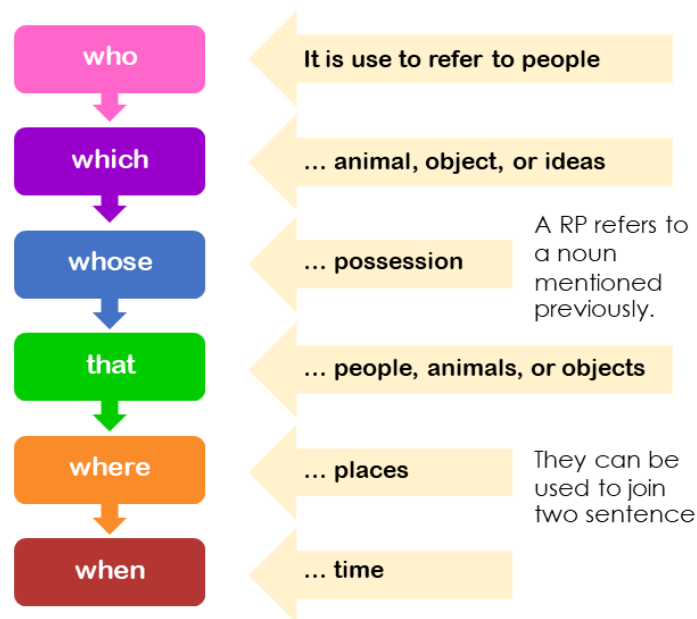 who
It is use to refer to people
which
... animal, object, or ideas
whose
... possession
A RP refers to
a noun
mentioned
previously.
that
... people, animals, or objects
where
... places
They can be
used to join
two sentence
when
... time